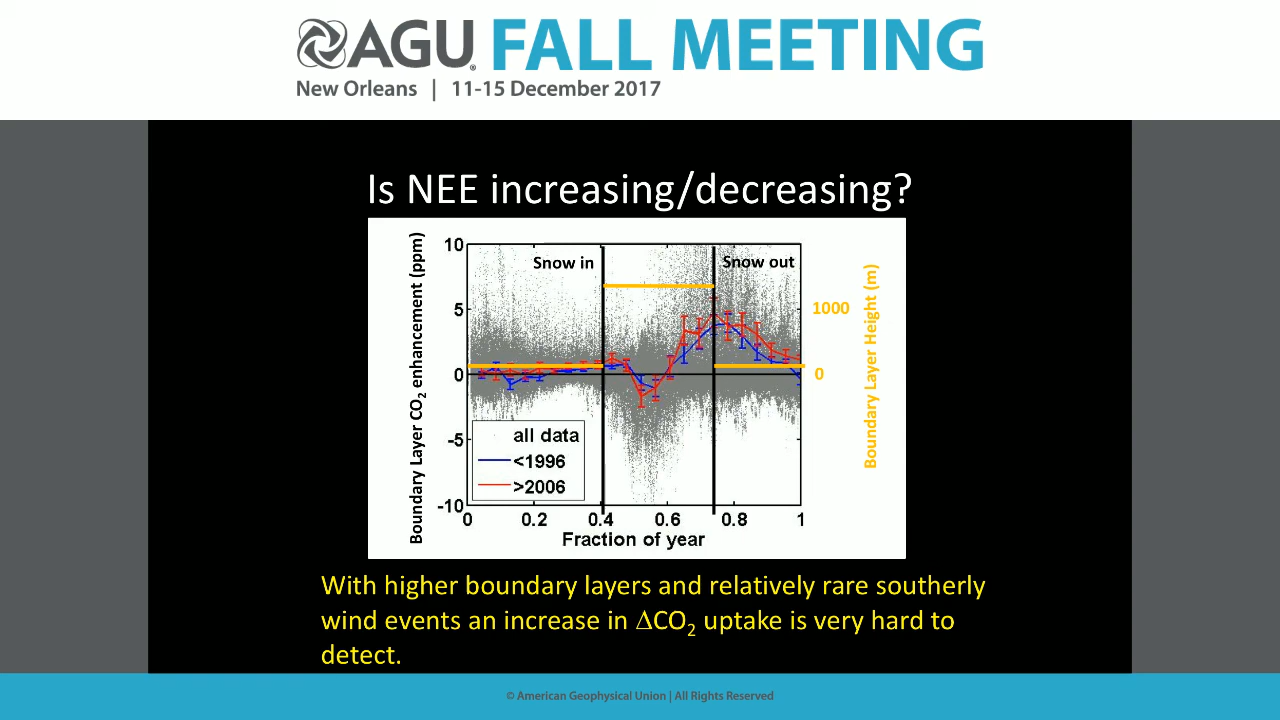 AGU FALL MEETING
New Orleans | 11-15 December 2017
Is NEE increasing/decreasing?
Boundary Layer CO2 enhancement (ppm)
10
5
0
-5
-10
Snow in
Snow out
all data
<1996
>2006
0
0.2
0.4
0.6
0.8
1
Fraction of year
1000
0
Boundary Layer Height (m)
With higher boundary layers and relatively rare southerly
wind events an increase in ΔCO2 uptake is very hard to
detect.
© American Geophysical Union | All Rights Reserved